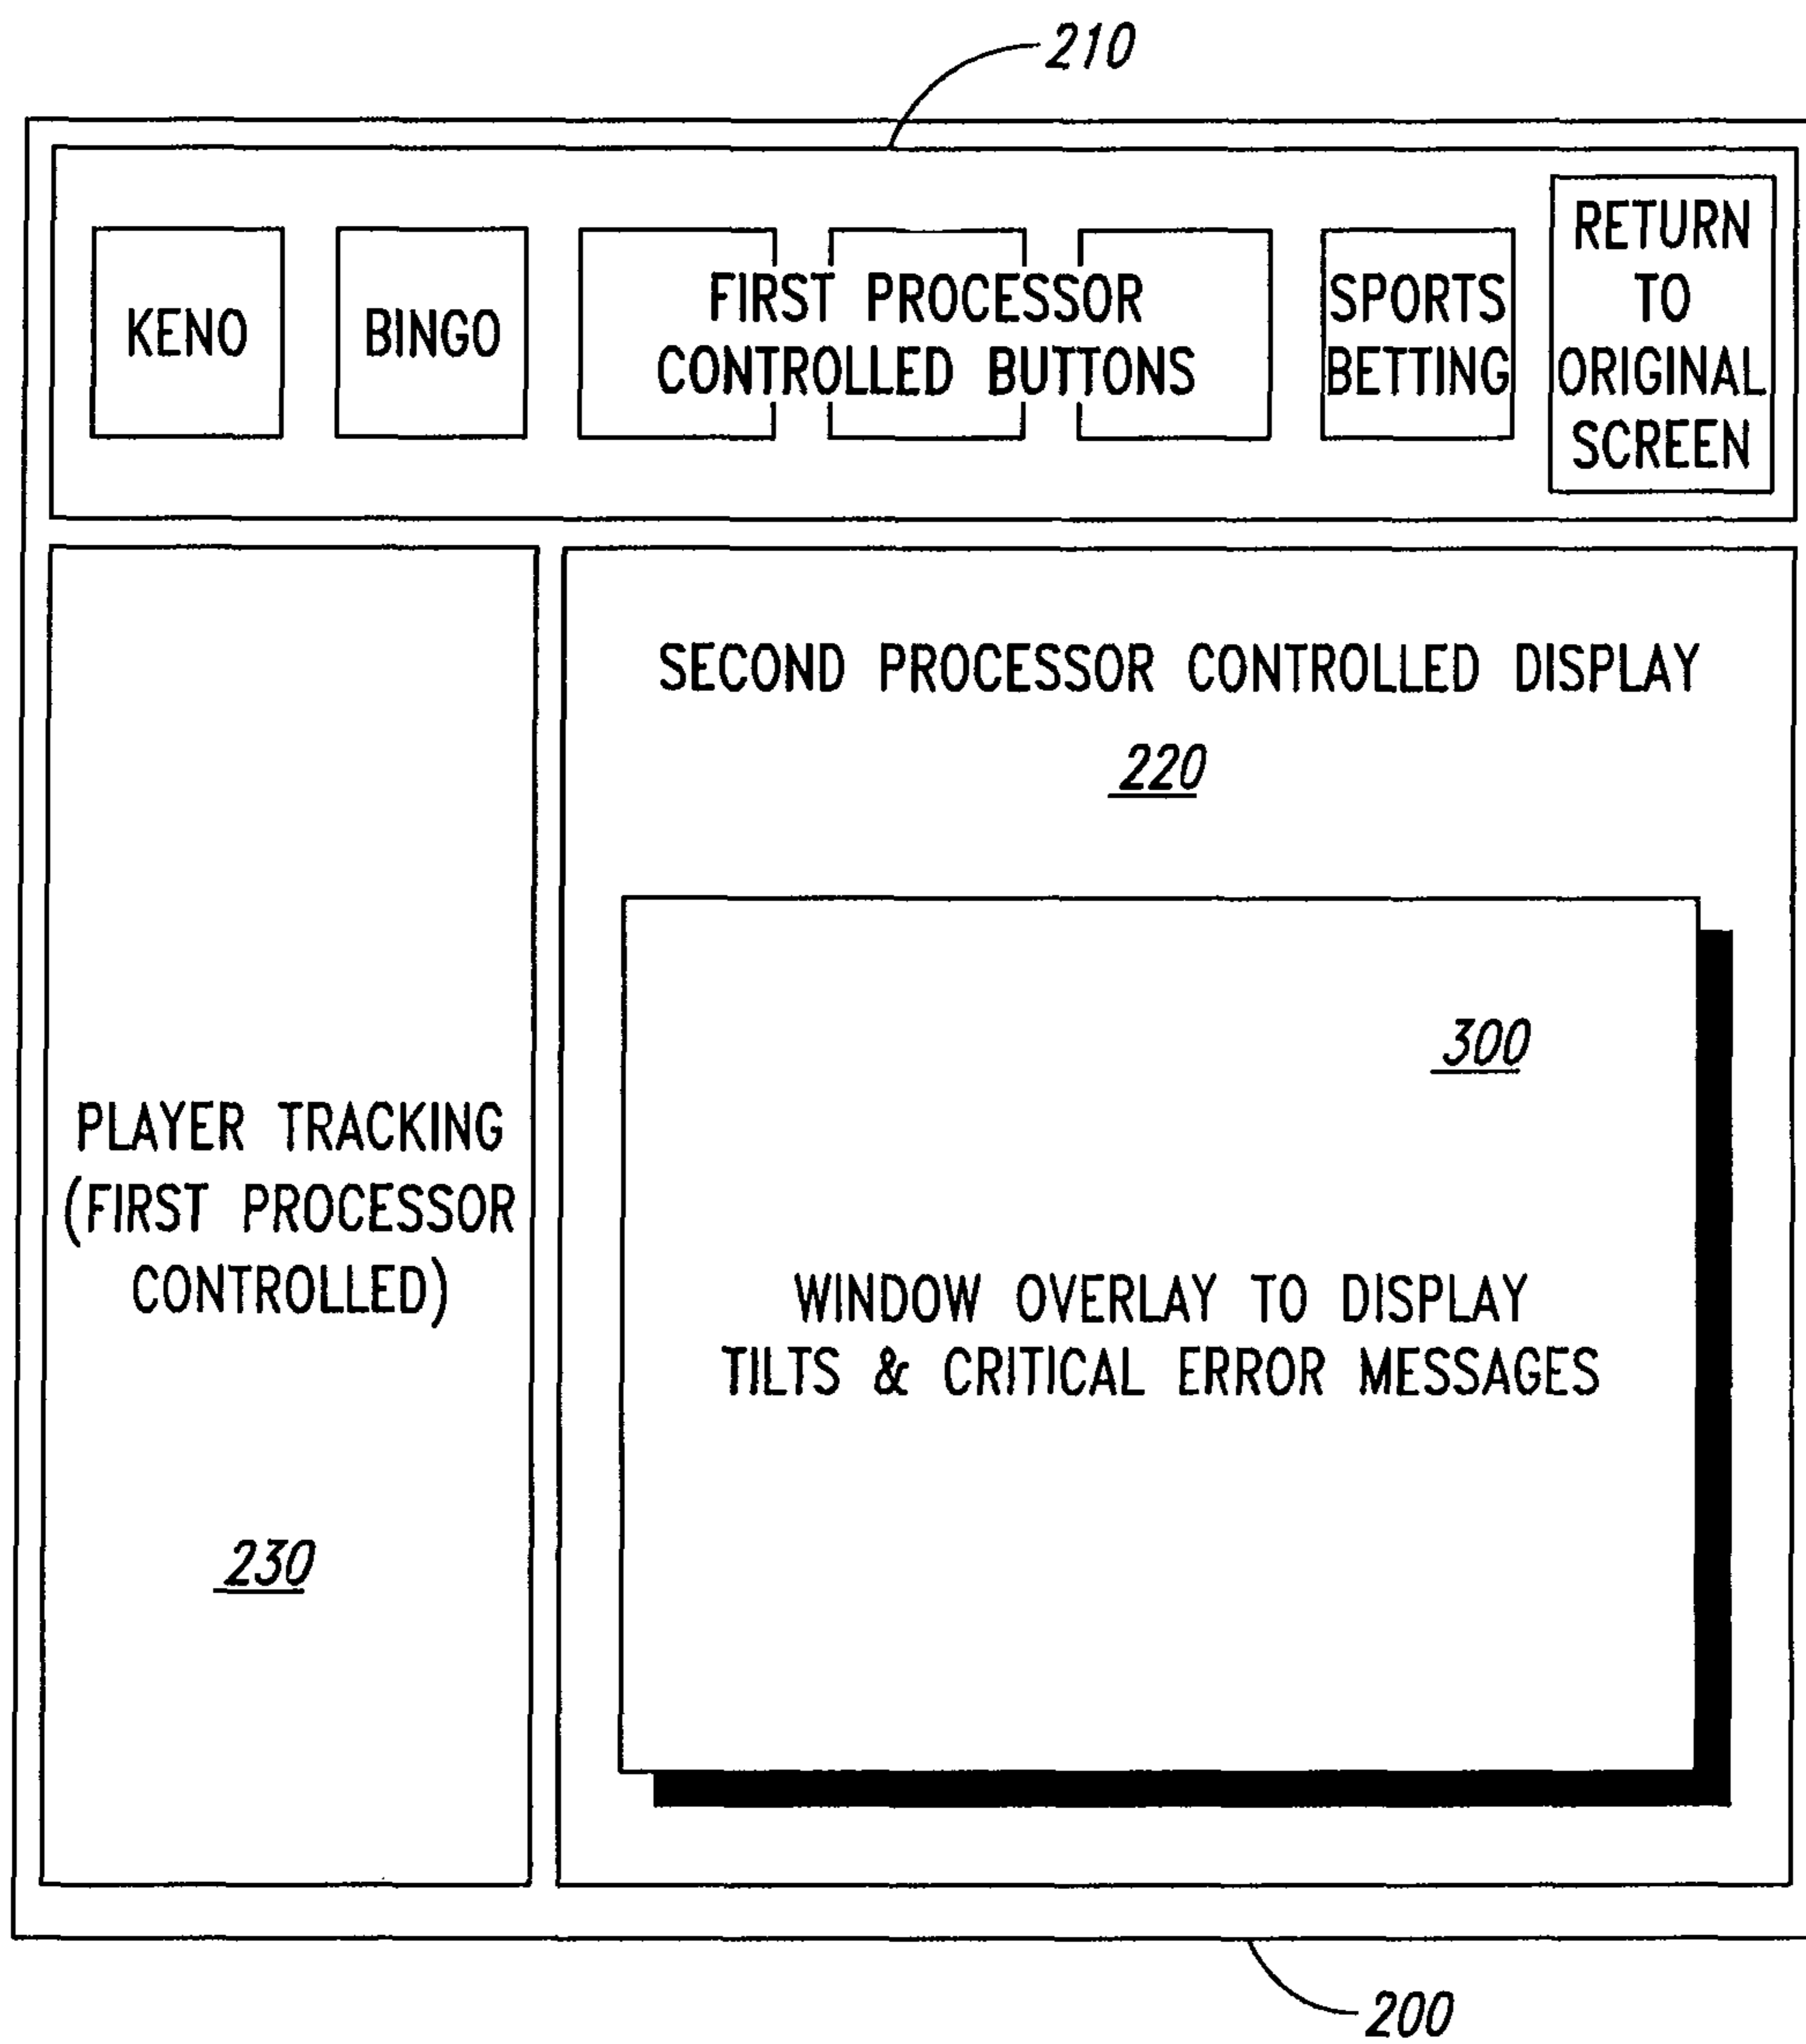 210
KENO
BINGO
FIRST PROCESSOR
CONTROLLED BUTTONS
SPORTS
BETTING
RETURN
TO
ORIGINAL
SCREEN
PLAYER TRACKING
(FIRST PROCESSOR
CONTROLLED)
230
SECOND PROCESSOR CONTROLLED DISPLAY
220
300
WINDOW OVERLAY TO DISPLAY
TILTS & CRITICAL ERROR MESSAGES
200